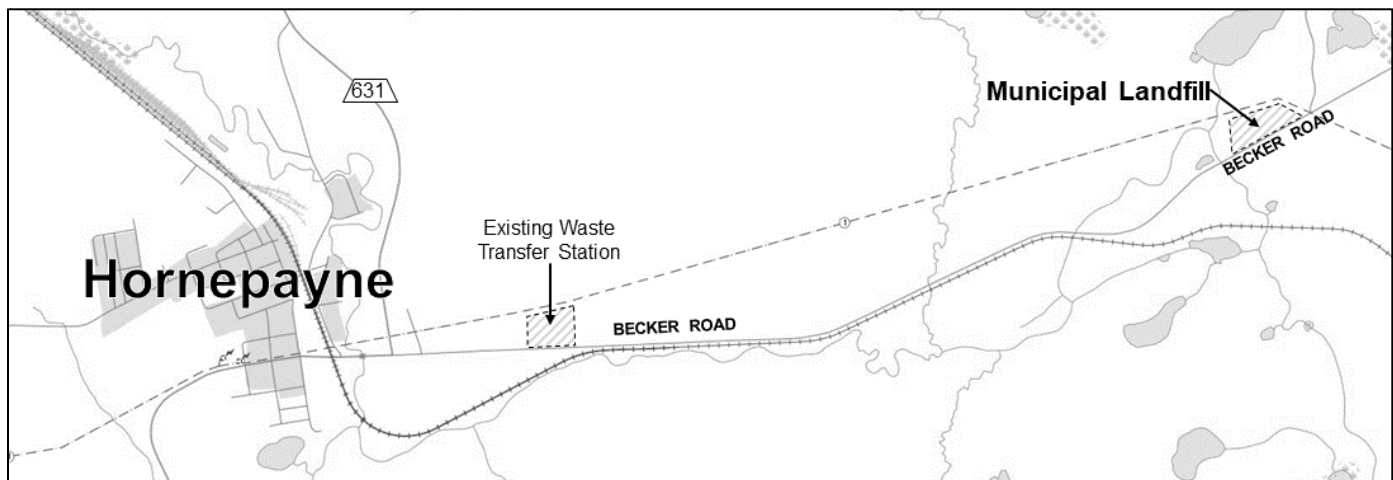 631
Municipal Landfill
BECKER ROAD
Existing Waste
Transfer Station
Hornepayne
BECKER ROAD